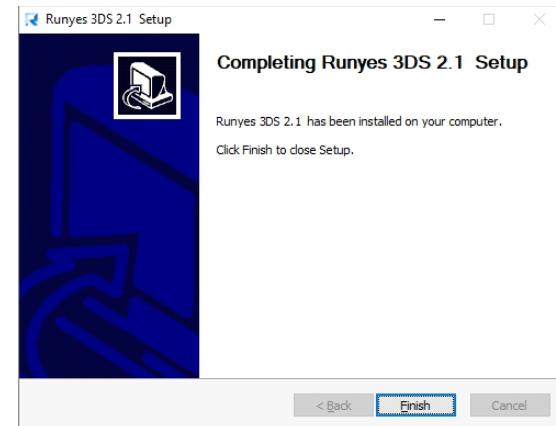 Runyes 3DS 2.1 Setup
Completing Runyes 3DS 2.1 Setup
Runyes 3DS 2.1 has been installed on your computer.
Click Finish to close Setup.
< Back
Finish
Cancel